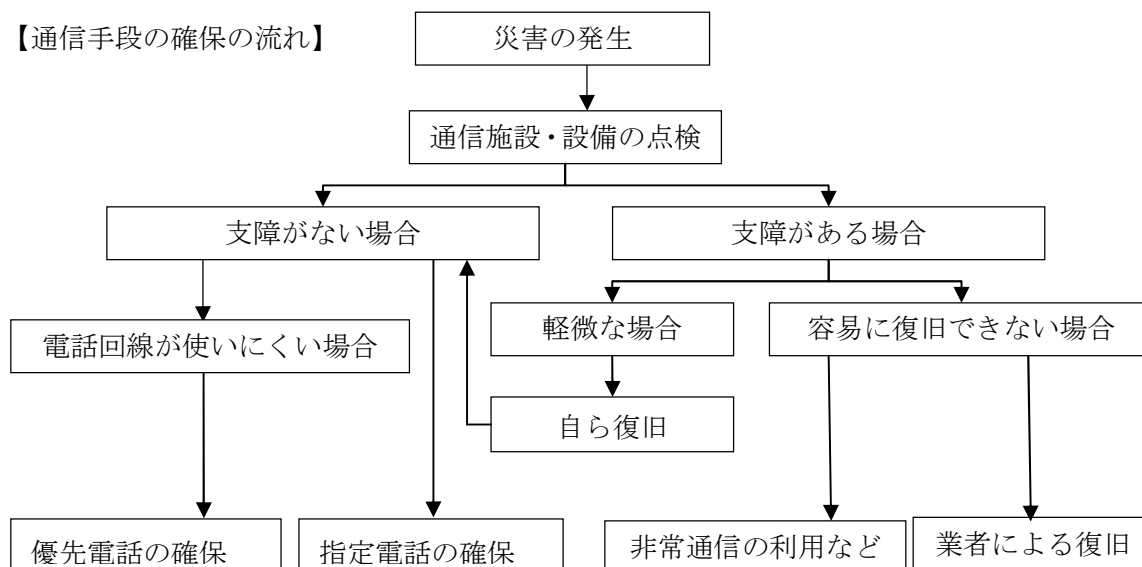 【通信手段の確保の流れ】
災害の発生
通信施設・設備の点検
支障がない場合
支障がある場合
軽微な場合
容易に復旧できない場合
電話回線が使いにくい場合
自ら復旧
優先電話の確保
指定電話の確保
非常通信の利用など
業者による復旧